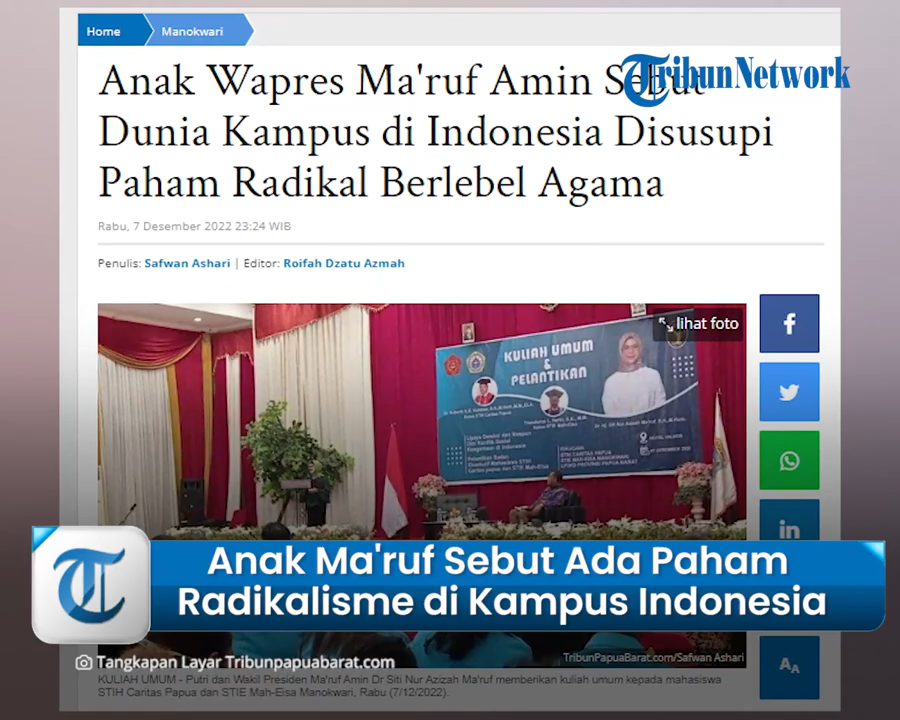 Home
Manokwari
TribunNetwork
Anak Wapres Ma'ruf Amin Sebut
Dunia Kampus di Indonesia Disusupi
Paham Radikal Berlebel Agama
Rabu, 7 Desember 2022 23:24 WIB
Penulis: Safwan Ashari | Editor: Roifah Dzatu Azmah
lihat foto
KULIAH UMUM
&
PELANTIKAN
Anak Ma'ruf Sebut Ada Paham
Radikalisme di Kampus Indonesia
Tangkapan Layar Tribunpapuabarat.com
TribunPapuaBarat.com/Safwan Ashari
AA
KULIAH UMUM - Putri dari Wakil Presiden Ma'ruf Amin Dr Siti Nur Azizah Ma'ruf memberikan kuliah umum kepada mahasiswa
STIH Caritas Papua dan STIE Mah-Eisa Manokwari, Rabu (7/12/2022).